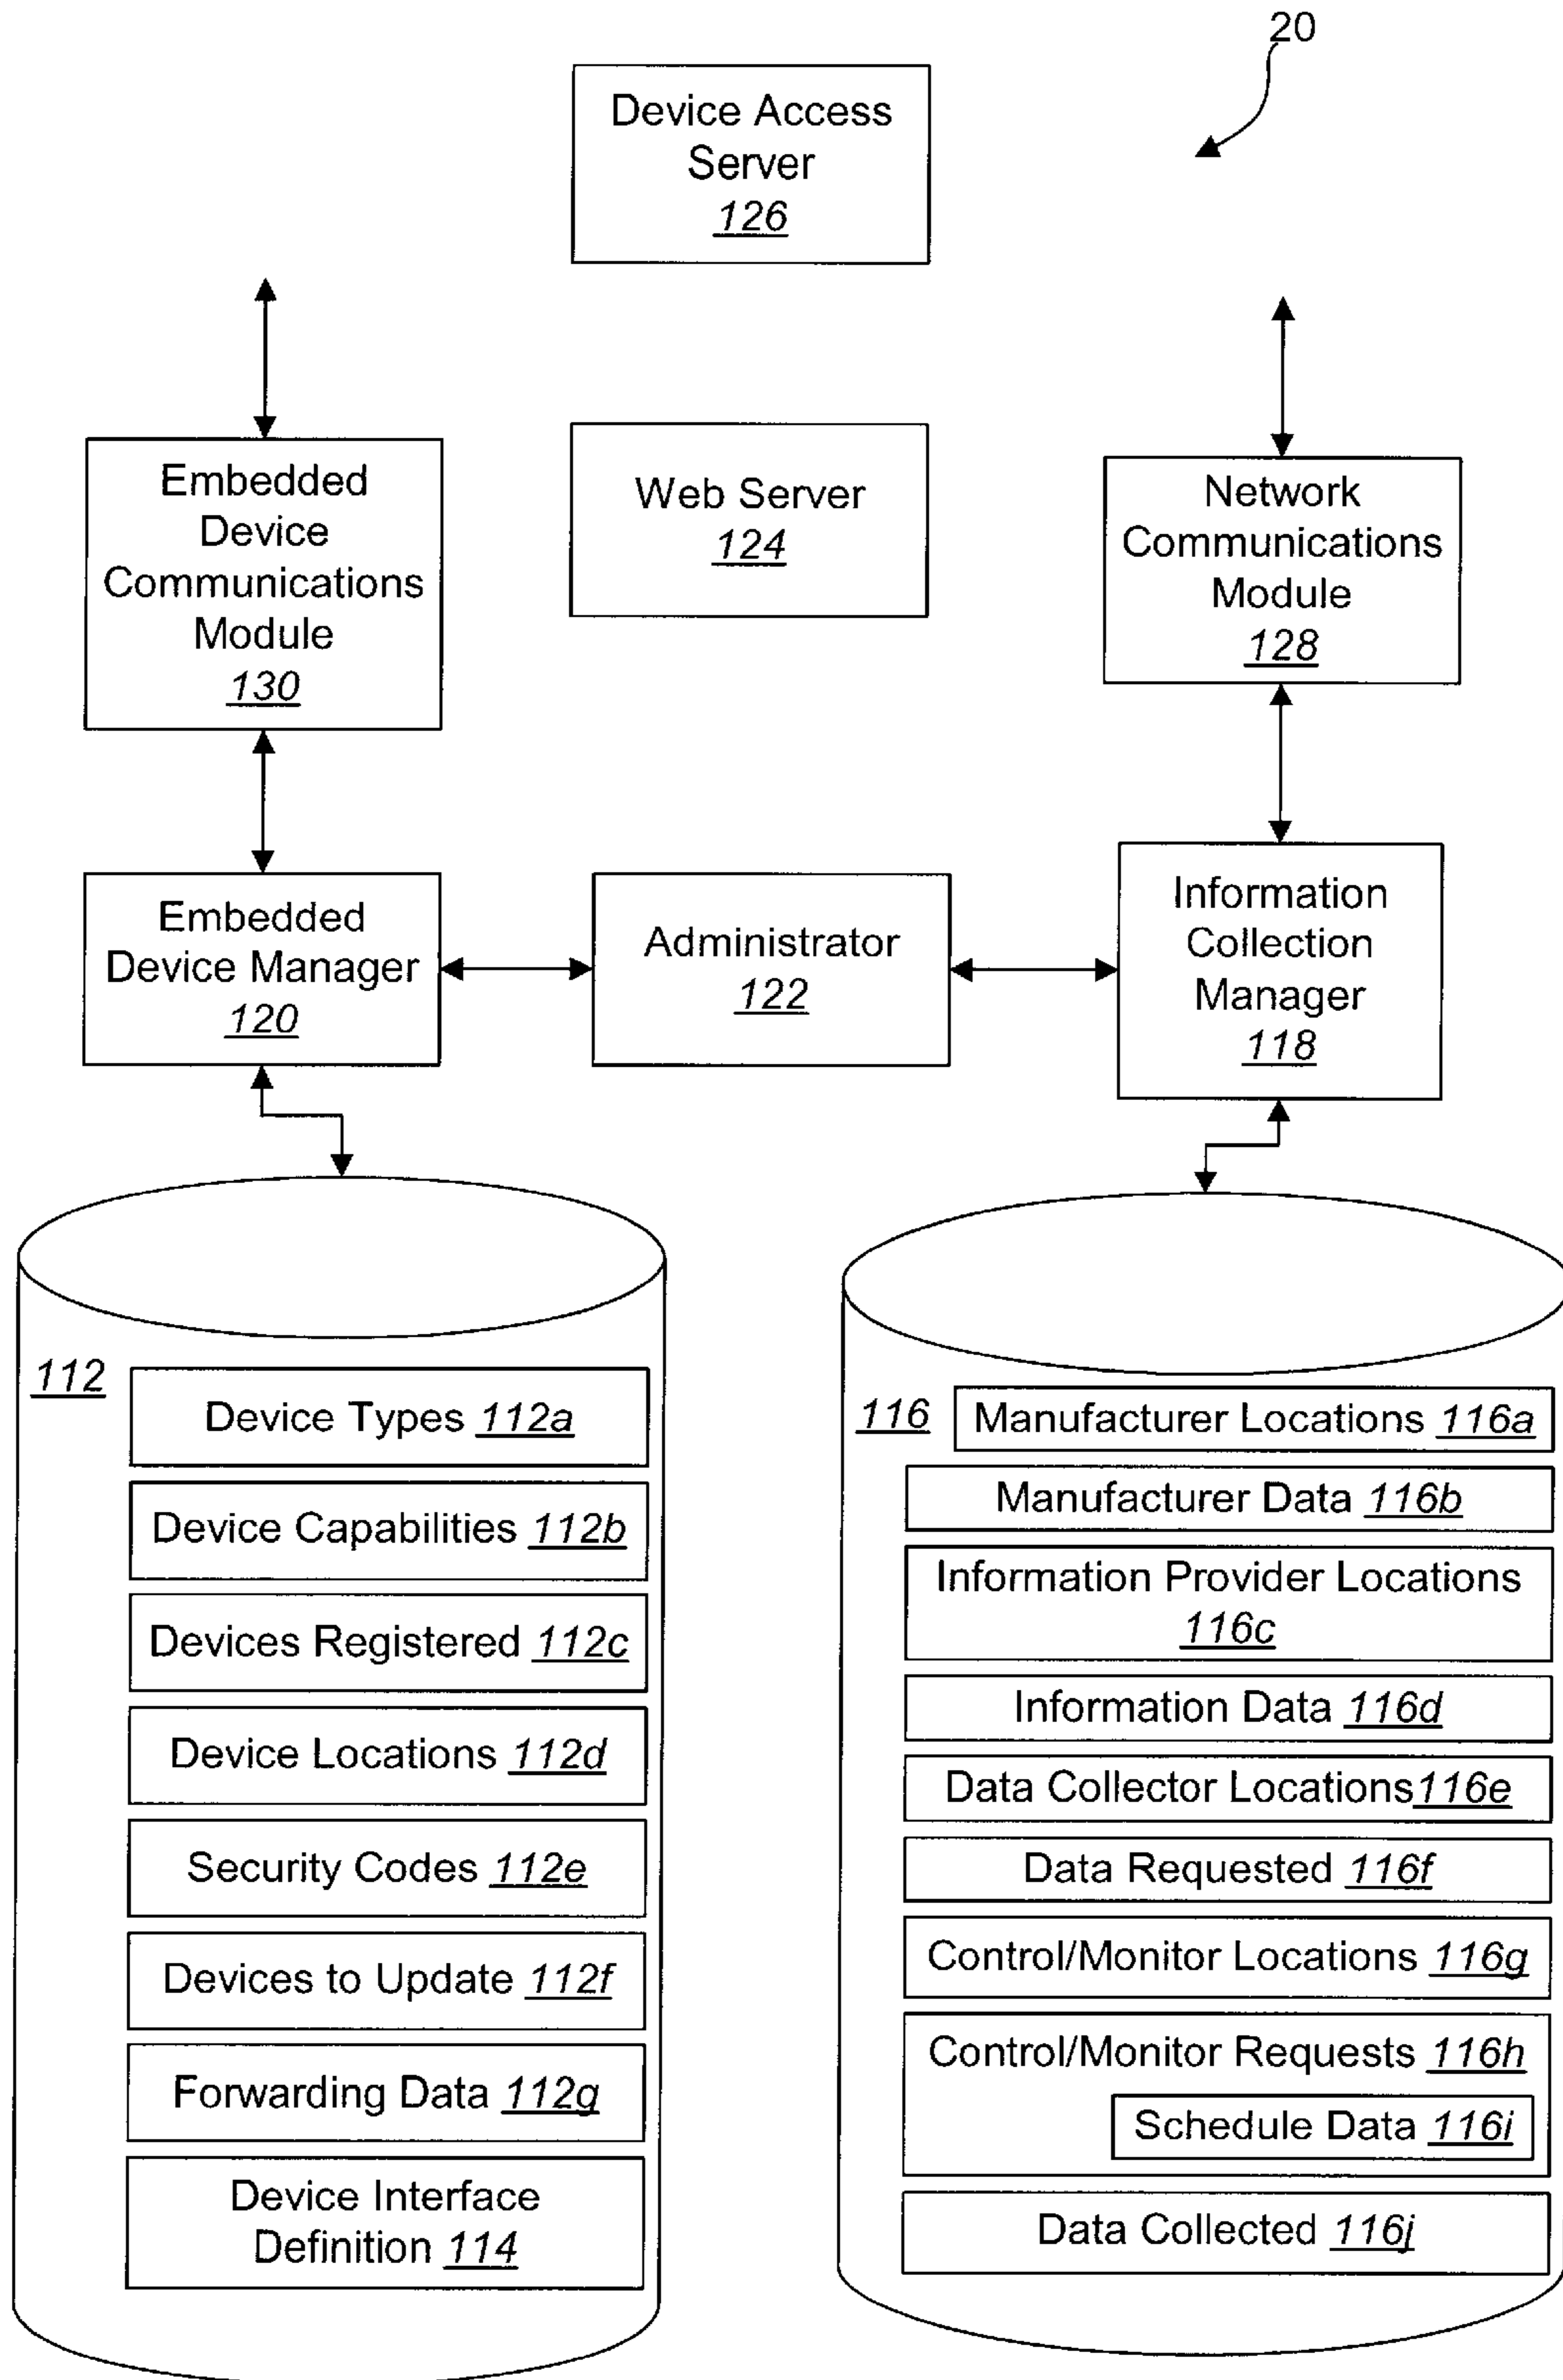 20
Device Access
Server
126
Embedded
Device
Communications
Module
130
Web Server
124
Network
Communications
Module
128
Embedded
Device Manager
120
Administrator
122
Information
Collection
Manager
118
112
Device Types 112a
Device Capabilities 112b
Devices Registered 112c
Device Locations 112d
Security Codes 112e
Devices to Update 112f
Forwarding Data 112g
Device Interface
Definition 114
116
Manufacturer Locations 116a
Manufacturer Data 116b
Information Provider Locations
116c
Information Data 116d
Data Collector Locations116e
Data Requested 116f
Control/Monitor Locations 116g
Control/Monitor Requests 116h
Schedule Data 116i
Data Collected 116j